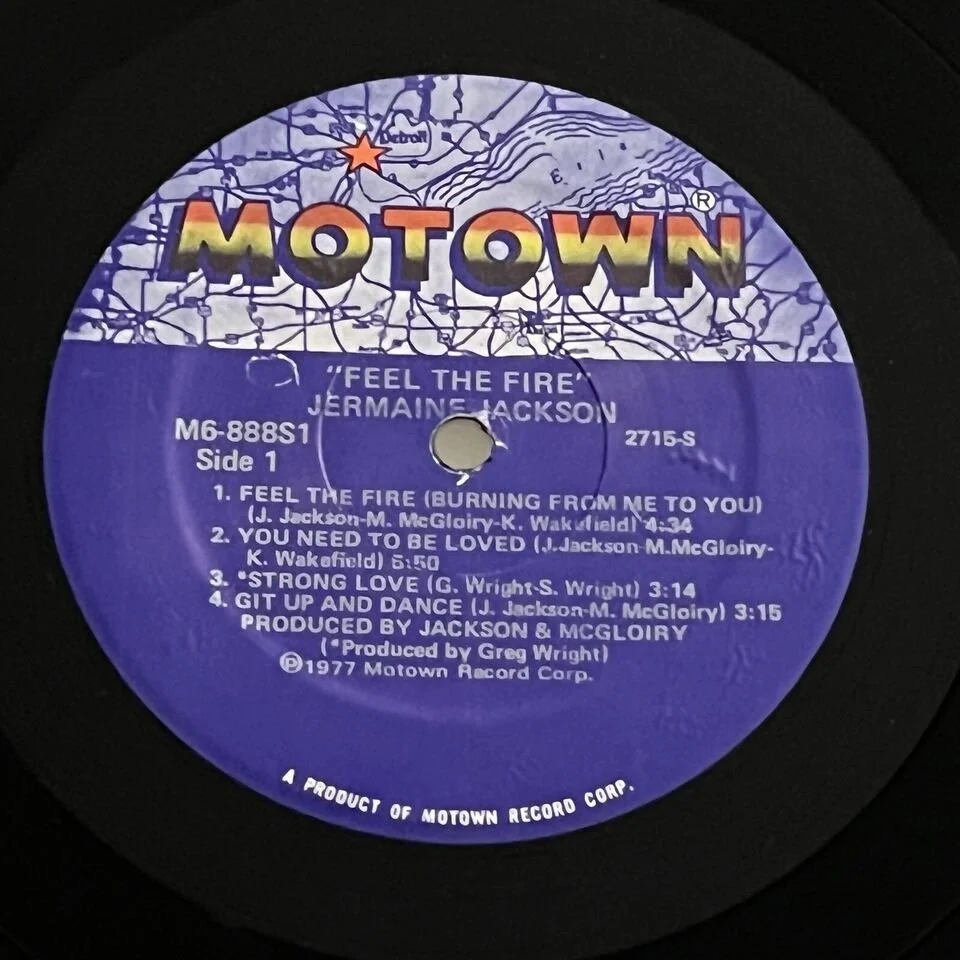 Detroit
Erie
MOTOWN®
"FEEL THE FIRE"
JERMAINE JACKSON
M6-888S1
2715-S
Side 1
1. FEEL THE FIRE (BURNING FROM ME TO YOU)
(J. Jackson-M. McGloiry-K. Wakefield) 4:34
2. YOU NEED TO BE LOVED (J.Jackson-M.McGloiry-
K. Wakefield) 5:50
3. *STRONG LOVE (G. Wright-S. Wright) 3:14
4. GIT UP AND DANCE (J. Jackson-M. McGloiry) 3:15
PRODUCED BY JACKSON & MCGLOIRY
(*Produced by Greg Wright)
℗1977 Motown Record Corp.
A PRODUCT OF MOTOWN RECORD CORP.